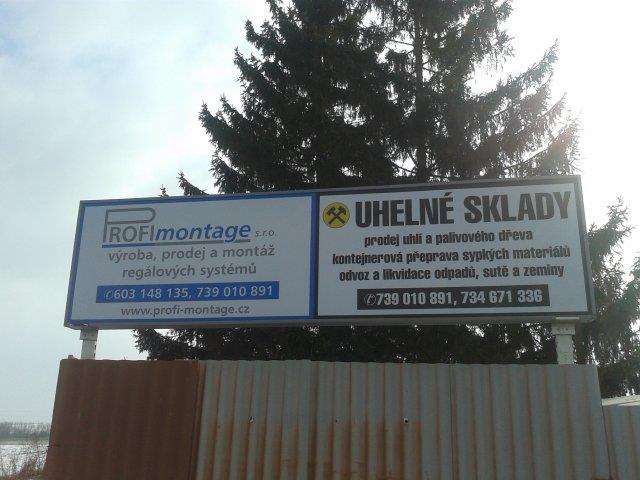 PROFImontage s.r.o.
výroba, prodej a montáž
regálových systémů
✆603 148 135, 739 010 891
www.profi-montage.cz
UHELNÉ SKLADY
prodej uhlí a palivového dřeva
kontejnerová přeprava sypkých materiálů
odvoz a likvidace odpadů, sutě a zeminy
✆739 010 891, 734 671 336